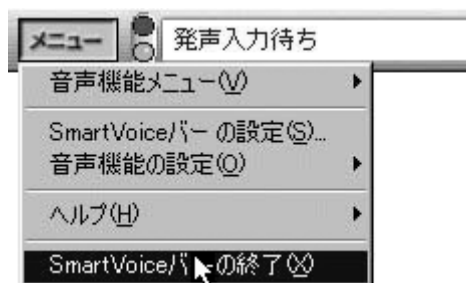 メニュー 発声入力待ち
音声機能メニュー(V)
SmartVoiceバー の設定(S)...
音声機能の設定(O)
ヘルプ(H)
SmartVoiceバーの終了(X)